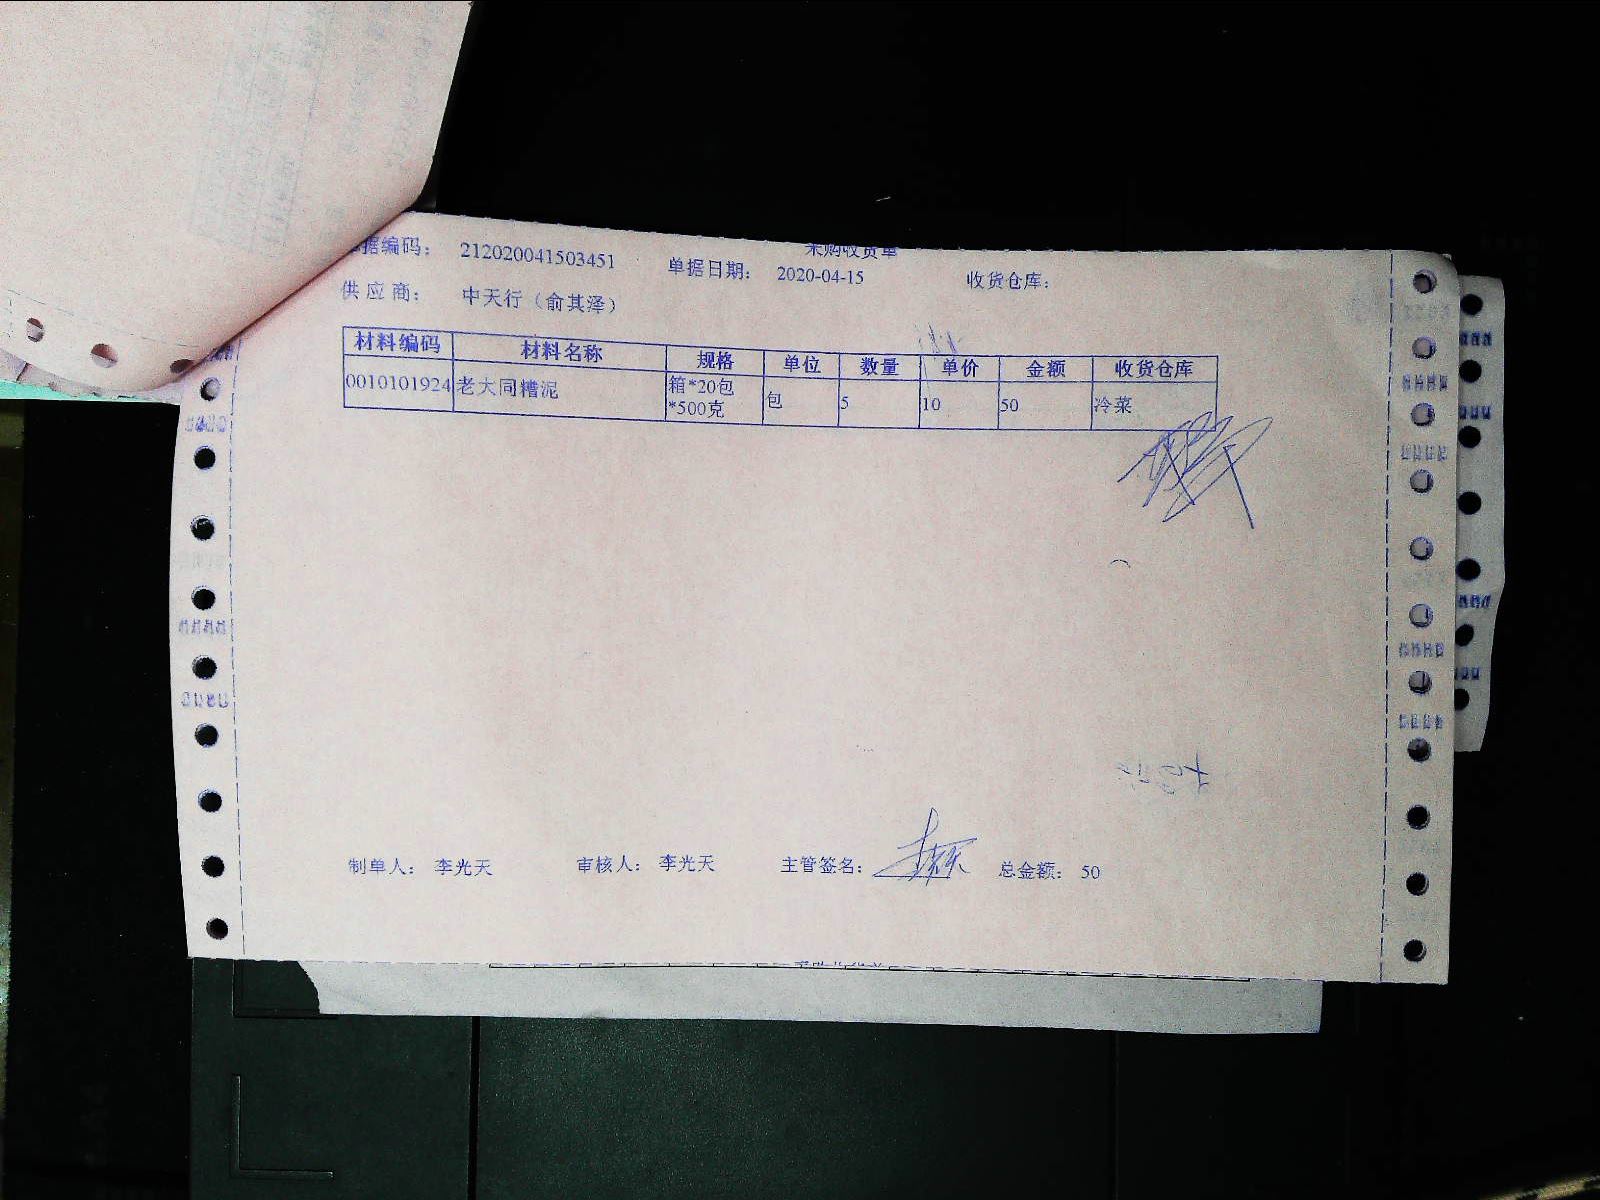 采购收货单
单据编码： 212020041503451 单据日期： 2020-04-15 收货仓库：
供应商： 中天行（俞其泽）
材料编码 材料名称 规格 单位 数量 单价 金额 收货仓库
0010101924 老大同糟泥 箱*20包*500克 包 5 10 50 冷菜
制单人： 李光天 审核人： 李光天 主管签名： 总金额： 50